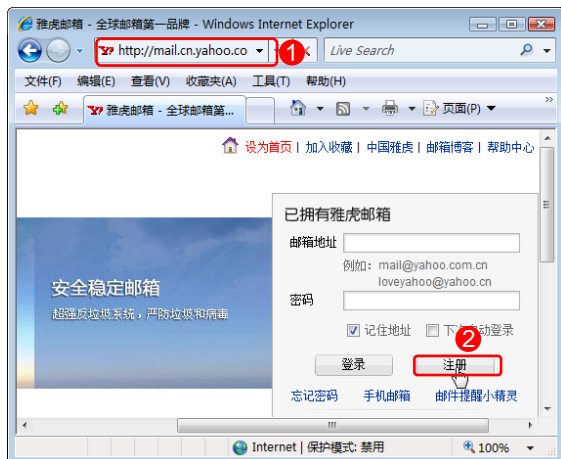 雅虎邮箱 - 全球邮箱第一品牌 - Windows Internet Explorer
http://mail.cn.yahoo.co
1
Live Search
文件(F) 编辑(E) 查看(V) 收藏夹(A) 工具(T) 帮助(H)
雅虎邮箱 - 全球邮箱第...
页面(P)
设为首页 | 加入收藏 | 中国雅虎 | 邮箱博客 | 帮助中心
已拥有雅虎邮箱
邮箱地址
例如: mail@yahoo.com.cn
loveyahoo@yahoo.cn
安全稳定邮箱
超强反垃圾系统，严防垃圾和病毒
密码
记住地址 下次自动登录
2
登录 注册
忘记密码 手机邮箱 邮件提醒小精灵
Internet | 保护模式: 禁用
100%